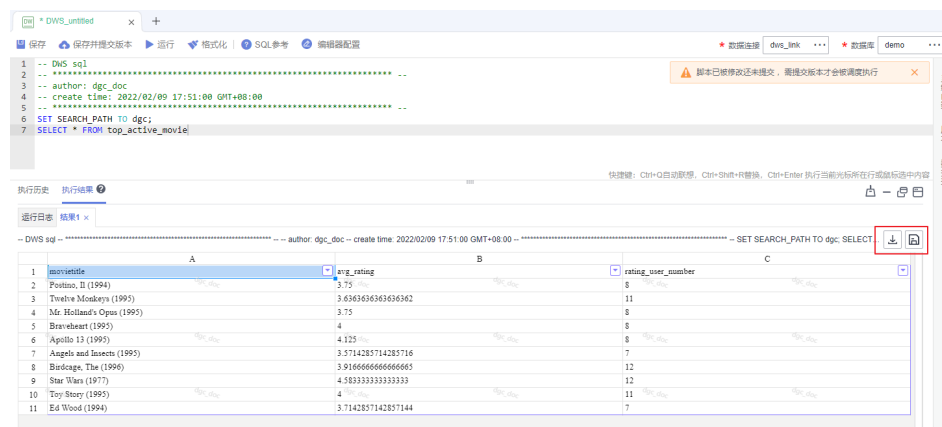 DW * DWS_untitled × +
保存 保存并提交版本 运行 格式化 SQL参考 编辑器配置 * 数据连接 dws_link ··· * 数据库 demo ···
1 -- DWS sql
2 -- ******************************************************************** --
3 -- author: dgc_doc
4 -- create time: 2022/02/09 17:51:00 GMT+08:00
5 -- ******************************************************************** --
6 SET SEARCH_PATH TO dgc;
7 SELECT * FROM top_active_movie
脚本已被修改还未提交，需提交版本才会被调度执行 ×
快捷键：Ctrl+Q自动联想，Ctrl+Shift+R替换，Ctrl+Enter 执行当前光标所在行或鼠标选中内容
执行历史 执行结果 ?
运行日志 结果1 ×
-- DWS sql -- ******************************************************************** -- -- author: dgc_doc -- create time: 2022/02/09 17:51:00 GMT+08:00 -- ******************************************************************** -- SET SEARCH_PATH TO dgc; SELECT...
A B C
1 movietitle avg_rating rating_user_number
2 Postino, Il (1994) 3.75 8
3 Twelve Monkeys (1995) 3.6363636363636362 11
4 Mr. Holland's Opus (1995) 3.75 8
5 Braveheart (1995) 4 8
6 Apollo 13 (1995) 4.125 8
7 Angels and Insects (1995) 3.5714285714285716 7
8 Birdcage, The (1996) 3.9166666666666665 12
9 Star Wars (1977) 4.583333333333333 12
10 Toy Story (1995) 4 11
11 Ed Wood (1994) 3.7142857142857144 7
dgc_doc dgc_doc dgc_doc dgc_doc dgc_doc